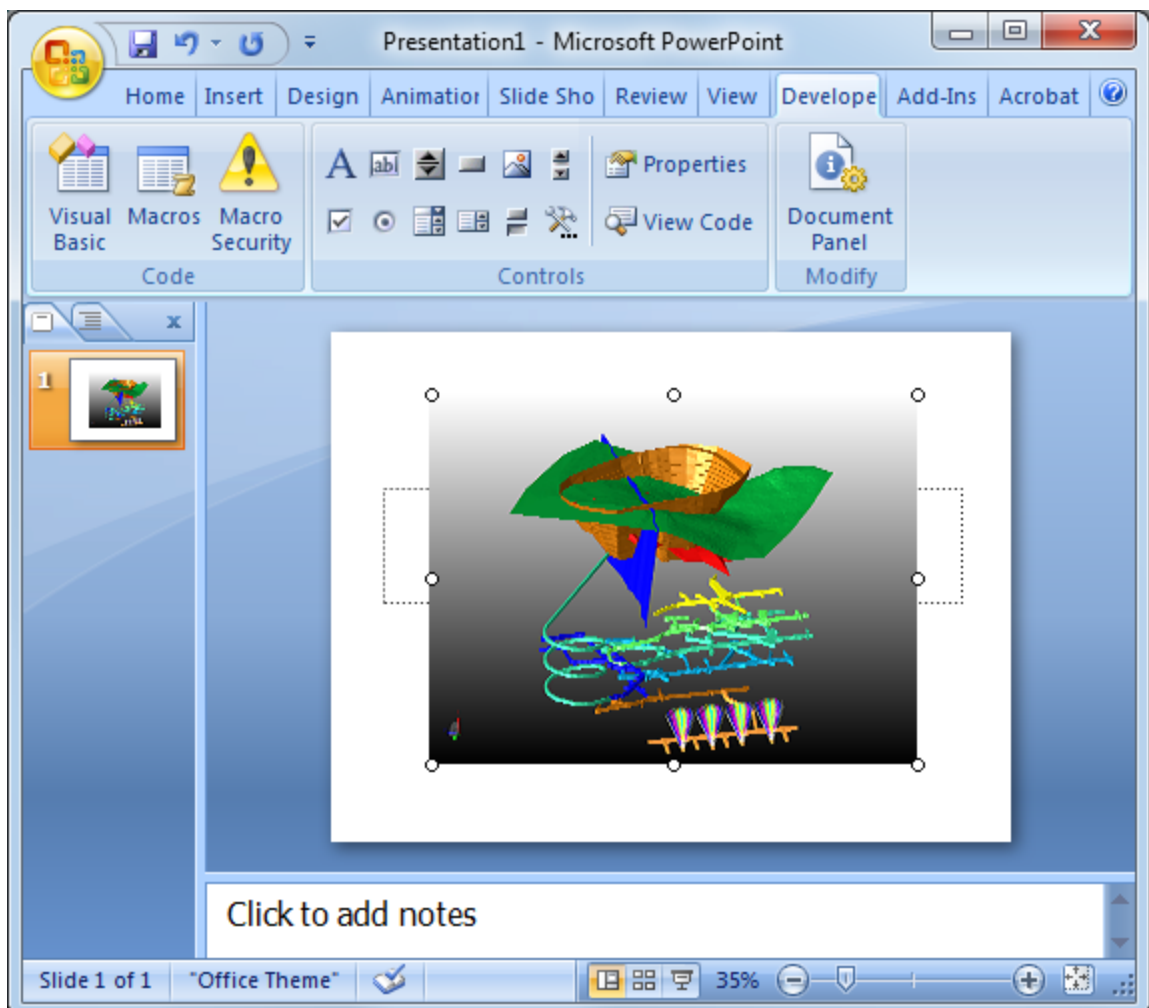 Presentation1 - Microsoft PowerPoint
Home Insert Design Animation Slide Sho Review View Develope Add-Ins Acrobat
A abl Properties
Visual Basic Macros Macro Security View Code Document Panel
Code Controls Modify
1
Click to add notes
Slide 1 of 1 "Office Theme" 35%